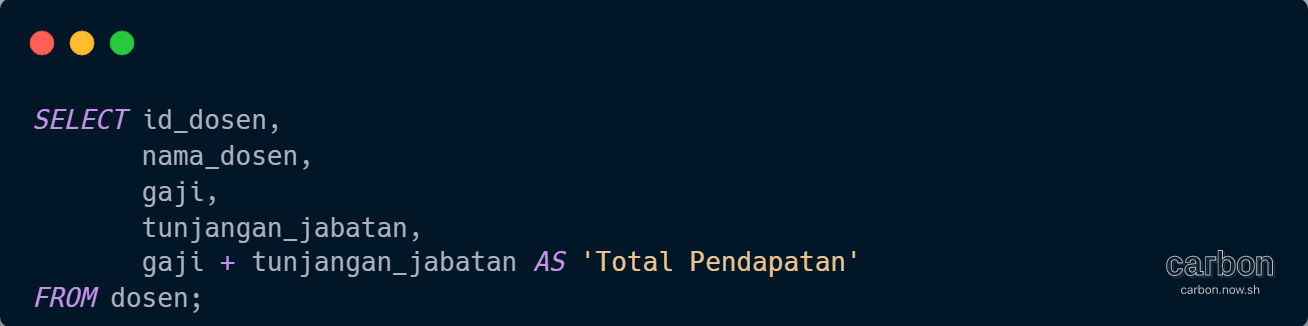 SELECT id_dosen,
       nama_dosen,
       gaji,
       tunjangan_jabatan,
       gaji + tunjangan_jabatan AS 'Total Pendapatan'
FROM dosen;
carbon
carbon.now.sh